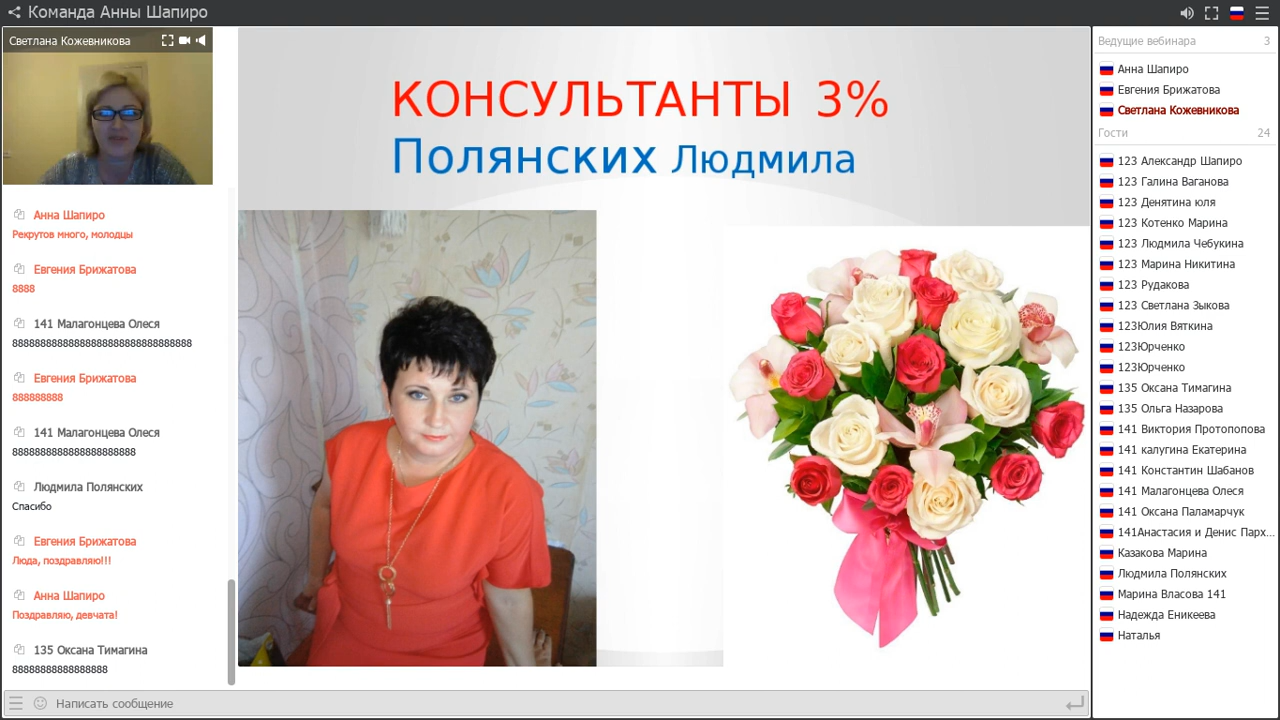 Команда Анны Шапиро
Светлана Кожевникова
Анна Шапиро
Рекрутов много, молодцы
Евгения Брижатова
8888
141 Малагонцева Олеся
Евгения Брижатова
888888888
141 Малагонцева Олеся
Людмила Полянских
Спасибо
Евгения Брижатова
Люда, поздравляю!!!
Анна Шапиро
Поздравляю, девчата!
135 Оксана Тимагина
Написать сообщение
КОНСУЛЬТАНТЫ 3%
Полянских Людмила
Ведущие вебинара 3
Анна Шапиро
Евгения Брижатова
Светлана Кожевникова
Гости 24
123 Александр Шапиро
123 Галина Ваганова
123 Денятина юля
123 Котенко Марина
123 Людмила Чебукина
123 Марина Никитина
123 Рудакова
123 Светлана Зыкова
123Юлия Вяткина
123Юрченко
123Юрченко
135 Оксана Тимагина
135 Ольга Назарова
141 Виктория Протопопова
141 калугина Екатерина
141 Константин Шабанов
141 Малагонцева Олеся
141 Оксана Паламарчук
141Анастасия и Денис Парх...
Казакова Марина
Людмила Полянских
Марина Власова 141
Надежда Еникеева
Наталья